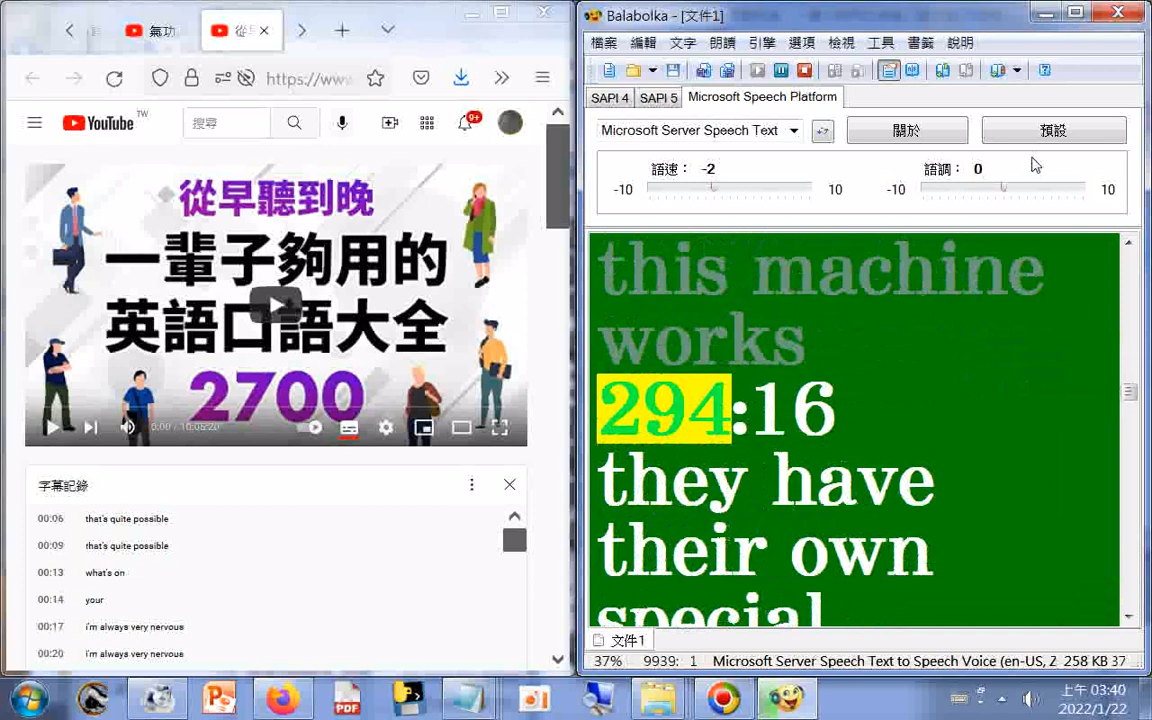 氣功
從
https://www
YouTube TW
搜尋
9+
從早聽到晚
一輩子夠用的
英語口語大全
2700
0:00 / 10:05:20
字幕記錄
00:06 that's quite possible
00:09 that's quite possible
00:13 what's on
00:14 your
00:17 i'm always very nervous
00:20 i'm always very nervous
Balabolka - [文件1]
檔案 編輯 文字 朗讀 引擎 選項 檢視 工具 書籤 說明
SAPI 4 SAPI 5 Microsoft Speech Platform
Microsoft Server Speech Text 關於 預設
語速： -2 語調： 0
-10 10 -10 10
this machine
works
294:16
they have
their own
special
文件1
37% 9939: 1 Microsoft Server Speech Text to Speech Voice (en-US, 2 258 KB 37
PDF
上午 03:40
2022/1/22